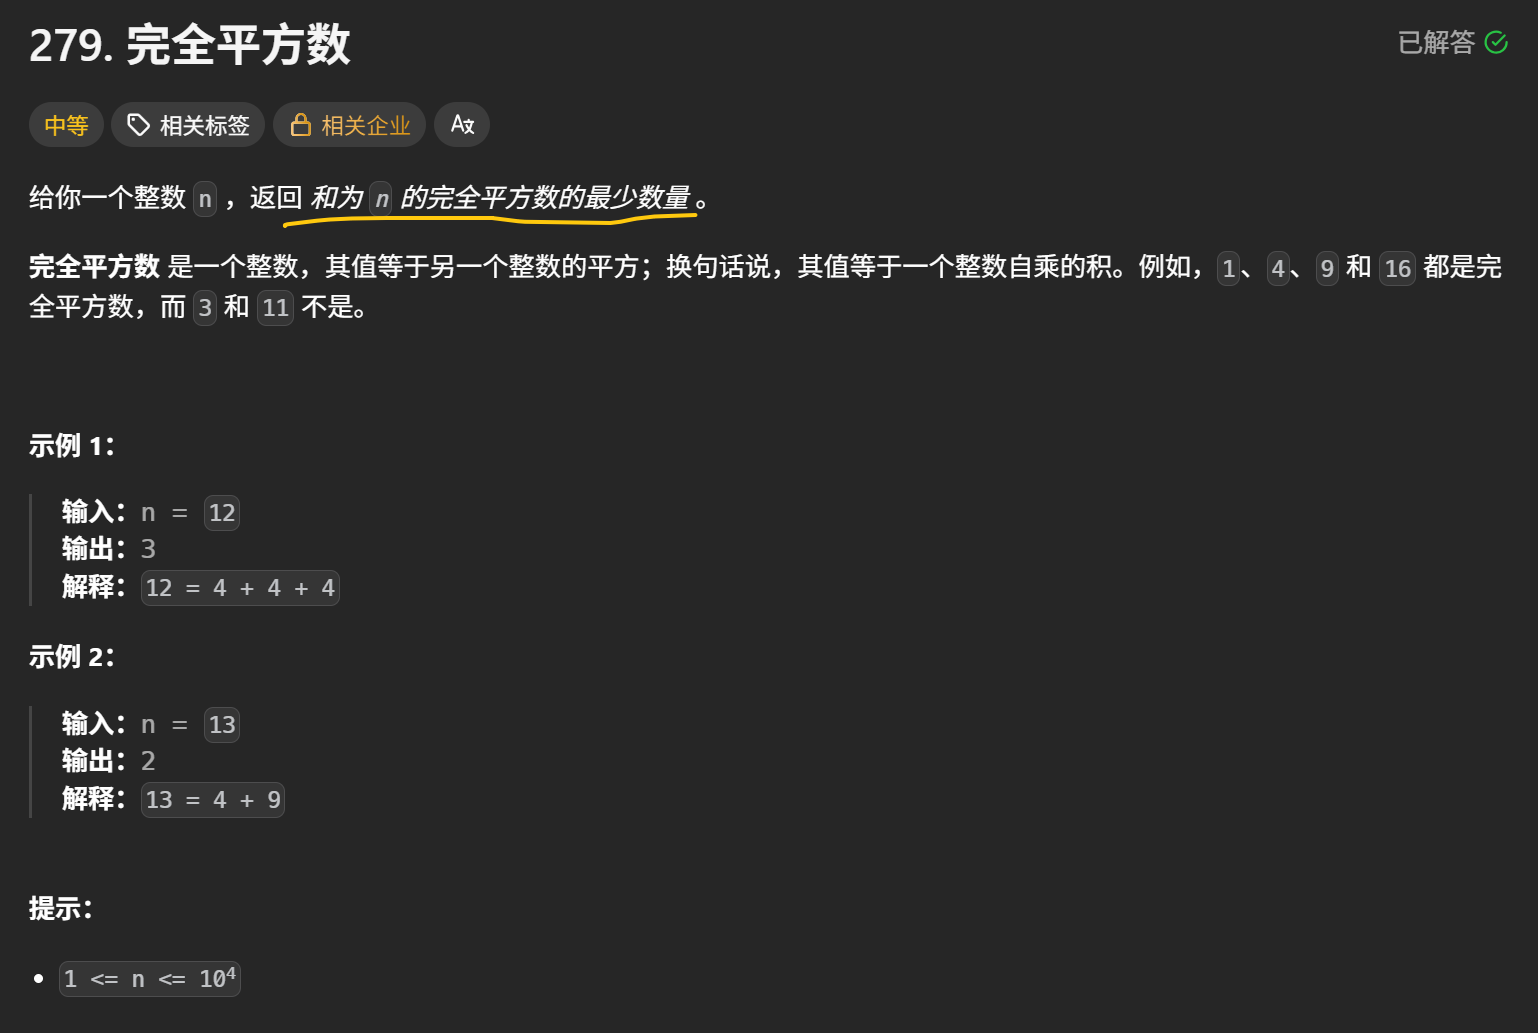 279. 完全平方数
已解答
中等 相关标签 相关企业 A文
给你一个整数 n ，返回 和为 n 的完全平方数的最少数量 。
完全平方数 是一个整数，其值等于另一个整数的平方；换句话说，其值等于一个整数自乘的积。例如，1、4、9 和 16 都是完
全平方数，而 3 和 11 不是。
示例 1：
输入：n = 12
输出：3
解释：12 = 4 + 4 + 4
示例 2：
输入：n = 13
输出：2
解释：13 = 4 + 9
提示：
• 1 <= n <= 10⁴